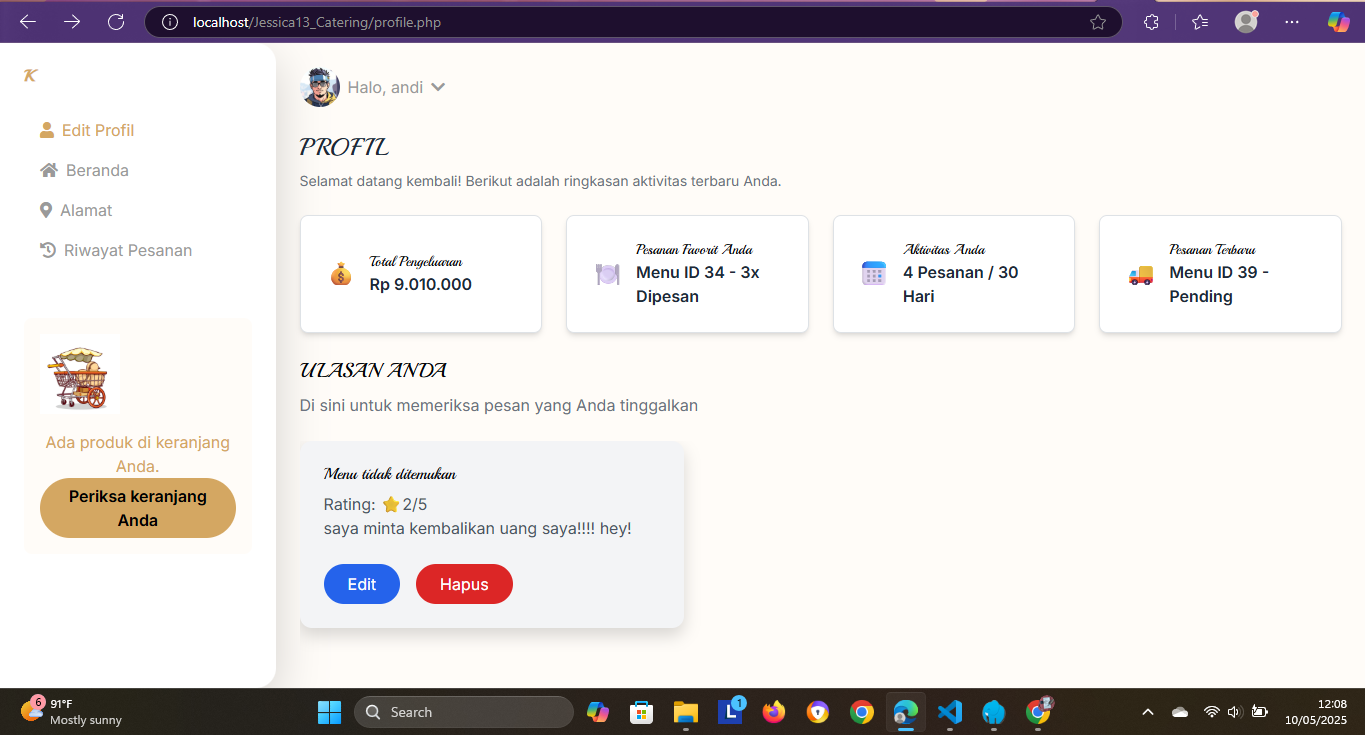 localhost/Jessica13_Catering/profile.php
K
Halo, andi
Edit Profil
Beranda
Alamat
Riwayat Pesanan
Ada produk di keranjang
Anda.
Periksa keranjang
Anda
PROFIL
Selamat datang kembali! Berikut adalah ringkasan aktivitas terbaru Anda.
Total Pengeluaran
Rp 9.010.000
Pesanan Favorit Anda
Menu ID 34 - 3x
Dipesan
Aktivitas Anda
4 Pesanan / 30
Hari
Pesanan Terbaru
Menu ID 39 -
Pending
ULASAN ANDA
Di sini untuk memeriksa pesan yang Anda tinggalkan
Menu tidak ditemukan
Rating: ⭐ 2/5
saya minta kembalikan uang saya!!!! hey!
Edit
Hapus
6
91°F
Mostly sunny
Search
L
1
12:08
10/05/2025